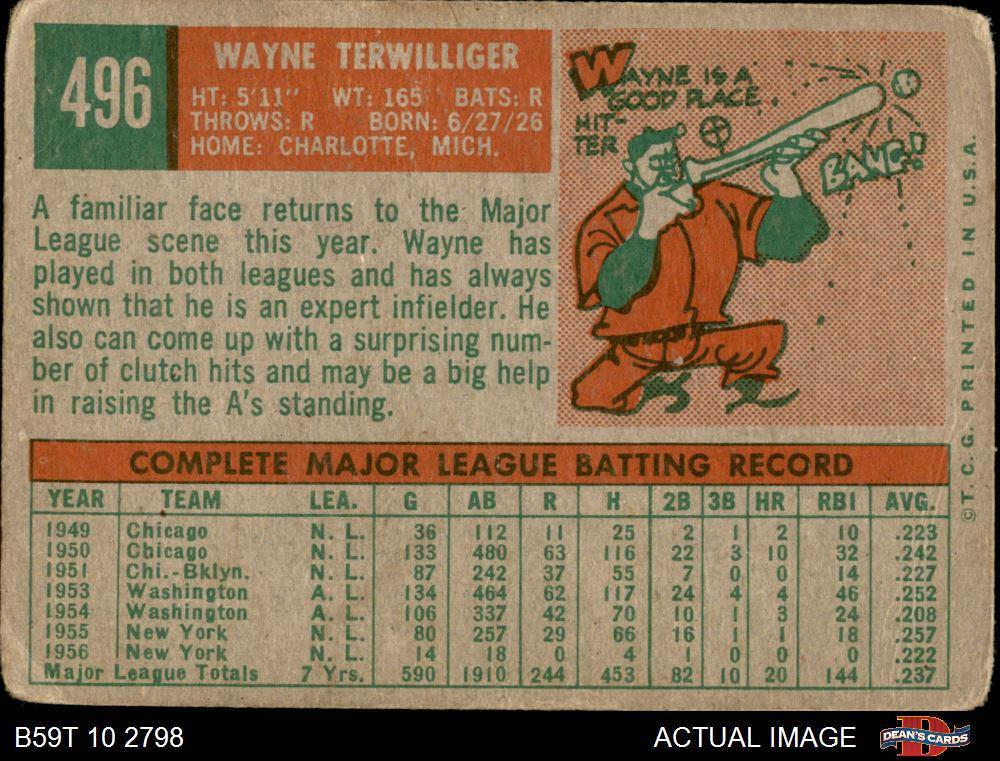 496
WAYNE TERWILLIGER
HT: 5'11" WT: 165 BATS: R
THROWS: R BORN: 6/27/26
HOME: CHARLOTTE, MICH.
WAYNE IS A
GOOD PLACE
HIT-
TER
BANG!!
A familiar face returns to the Major
League scene this year. Wayne has
played in both leagues and has always
shown that he is an expert infielder. He
also can come up with a surprising num-
ber of clutch hits and may be a big help
in raising the A's standing.
COMPLETE MAJOR LEAGUE BATTING RECORD
YEAR TEAM LEA. G AB R H 2B 3B HR RBI AVG.
1949 Chicago N. L. 36 112 11 25 2 1 2 10 .223
1950 Chicago N. L. 133 480 63 116 22 3 10 32 .242
1951 Chi.-Bklyn. N. L. 87 242 37 55 7 0 0 14 .227
1953 Washington A. L. 134 464 62 117 24 4 4 46 .252
1954 Washington A. L. 106 337 42 70 10 1 3 24 .208
1955 New York N. L. 80 257 29 66 16 1 1 18 .257
1956 New York N. L. 14 18 0 4 1 0 0 0 .222
Major League Totals 7 Yrs. 590 1910 244 453 82 10 20 144 .237
©T. C. G. PRINTED IN U.S.A.
B59T 10 2798
ACTUAL IMAGE
D
DEAN'S CARDS